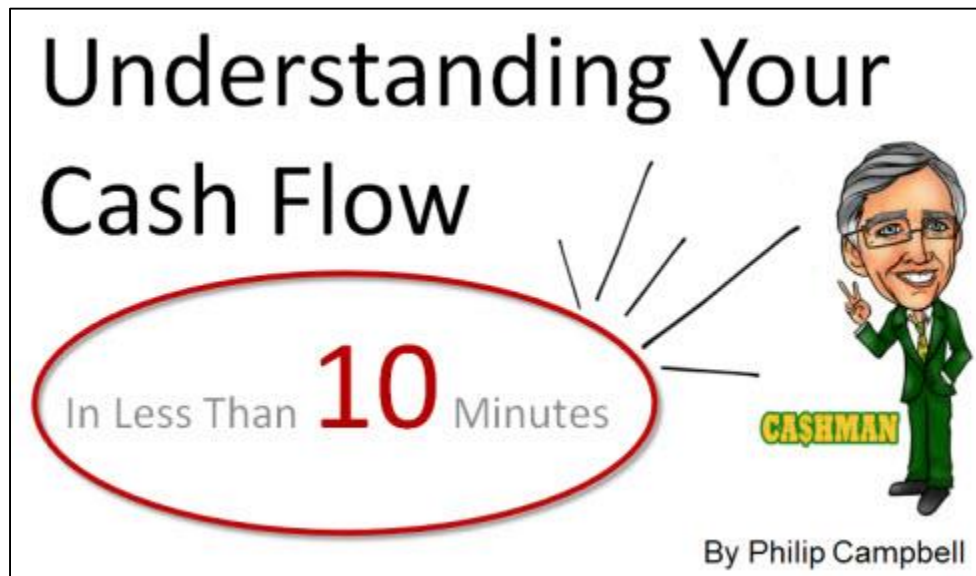 Understanding Your
Cash Flow
In Less Than 10 Minutes
CA$HMAN
By Philip Campbell